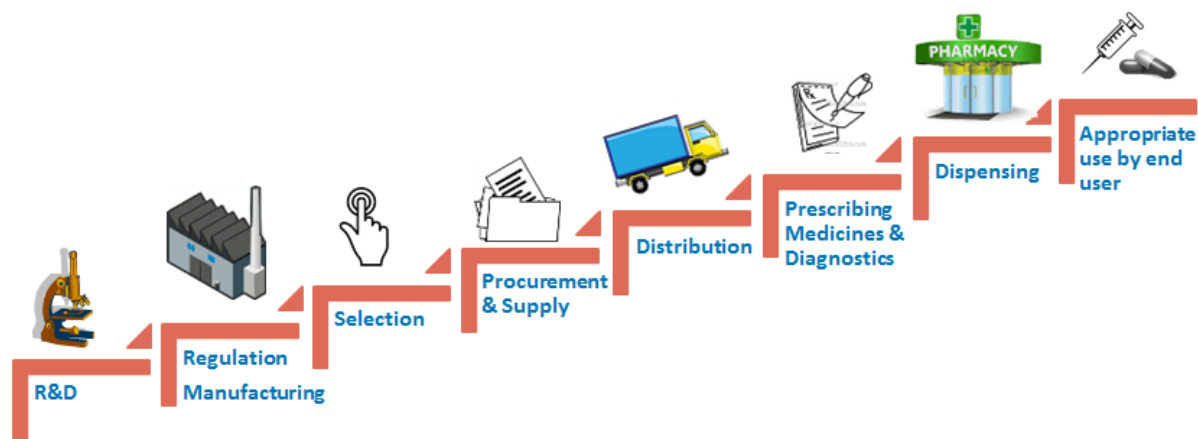 R&D
Regulation
Manufacturing
Selection
Procurement
& Supply
Distribution
Prescribing
Medicines &
Diagnostics
Dispensing
PHARMACY
Appropriate
use by end
user